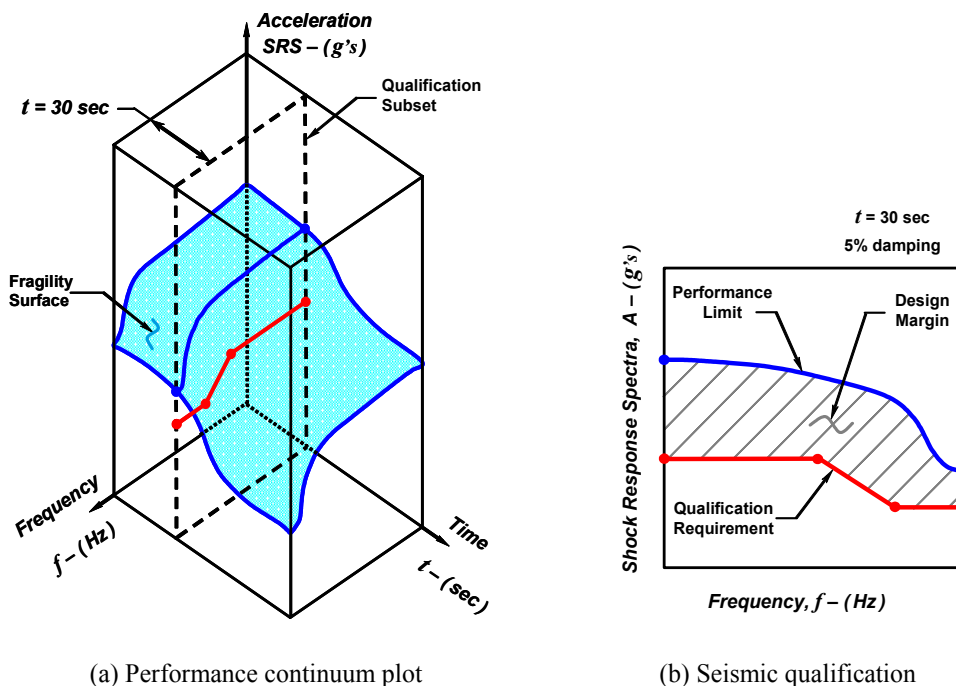 Acceleration
SRS – (g's)
Qualification
Subset
t = 30 sec
Fragility
Surface
Frequency
f – (Hz)
Time
t – (sec)
(a) Performance continuum plot
t = 30 sec
5% damping
Shock Response Spectra, A – (g's)
Performance
Limit
Design
Margin
Qualification
Requirement
Frequency, f – (Hz)
(b) Seismic qualification